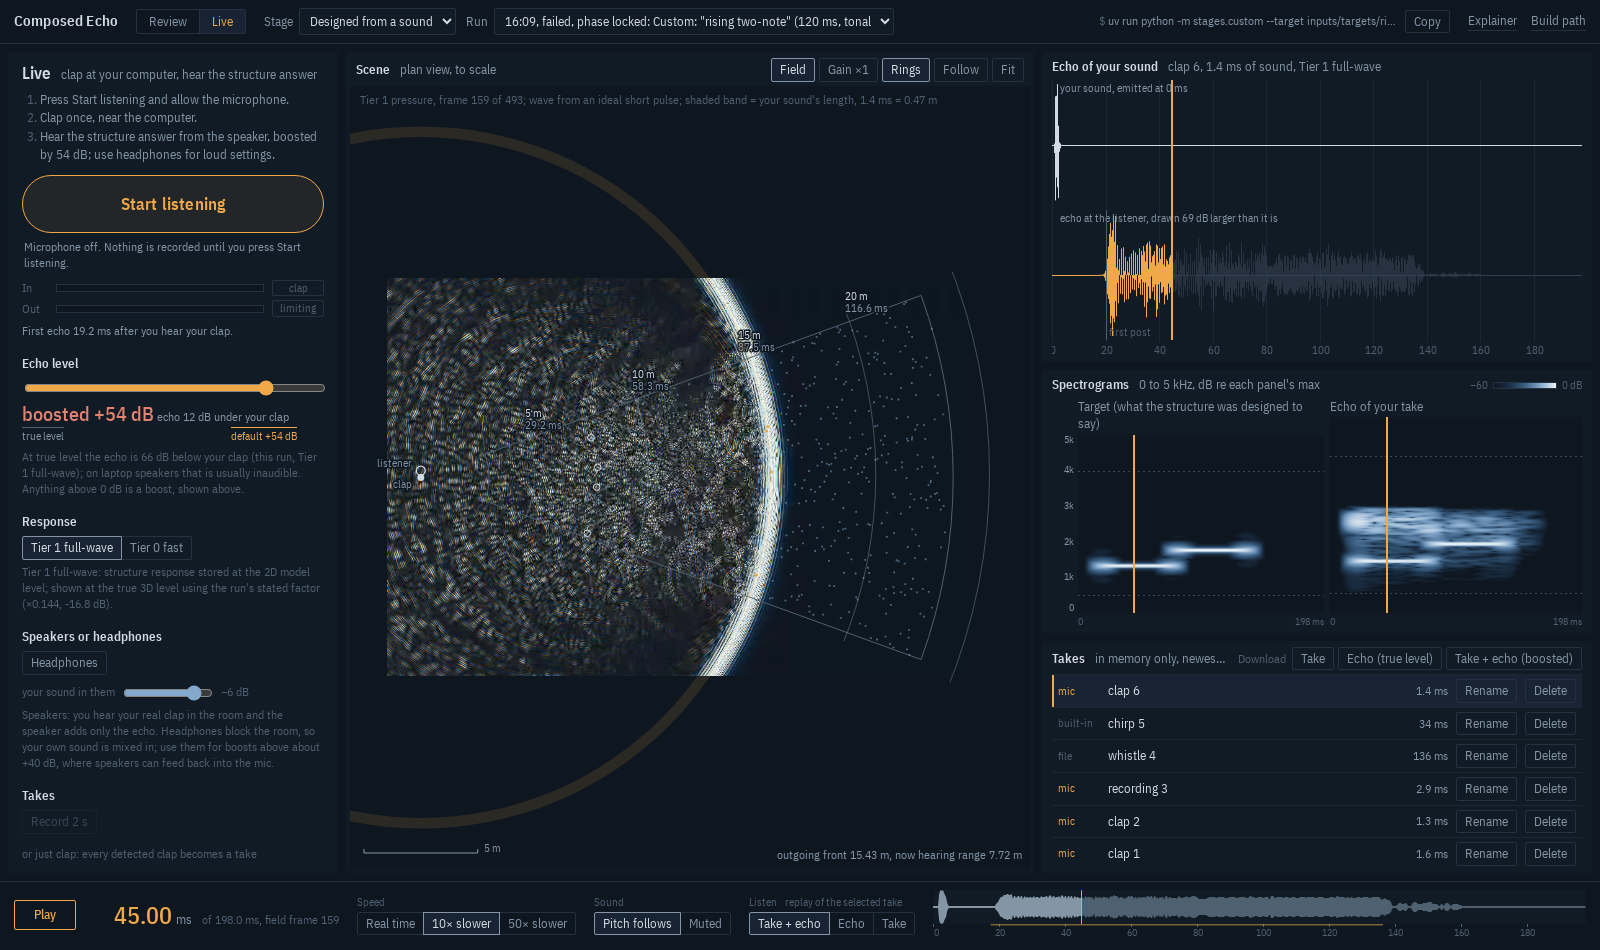 Composed Echo
Review
Live
Stage
Designed from a sound
Run
16:09, failed, phase locked: Custom: "rising two-note" (120 ms, tonal
$ uv run python -m stages.custom --target inputs/targets/ri...
Copy
Explainer
Build path
Live clap at your computer, hear the structure answer
1. Press Start listening and allow the microphone.
2. Clap once, near the computer.
3. Hear the structure answer from the speaker, boosted
by 54 dB; use headphones for loud settings.
Start listening
Microphone off. Nothing is recorded until you press Start
listening.
In
clap
Out
limiting
First echo 19.2 ms after you hear your clap.
Echo level
boosted +54 dB echo 12 dB under your clap
true level
default +54 dB
At true level the echo is 66 dB below your clap (this run, Tier
1 full-wave); on laptop speakers that is usually inaudible.
Anything above 0 dB is a boost, shown above.
Response
Tier 1 full-wave
Tier 0 fast
Tier 1 full-wave: structure response stored at the 2D model
level; shown at the true 3D level using the run's stated factor
(×0.144, -16.8 dB).
Speakers or headphones
Headphones
your sound in them
−6 dB
Speakers: you hear your real clap in the room and the
speaker adds only the echo. Headphones block the room, so
your own sound is mixed in; use them for boosts above about
+40 dB, where speakers can feed back into the mic.
Takes
Record 2 s
or just clap: every detected clap becomes a take
Scene plan view, to scale
Field
Gain ×1
Rings
Follow
Fit
Tier 1 pressure, frame 159 of 493; wave from an ideal short pulse; shaded band = your sound's length, 1.4 ms = 0.47 m
20 m
116.6 ms
15 m
87.5 ms
10 m
58.3 ms
5 m
29.2 ms
listener
clap
5 m
outgoing front 15.43 m, now hearing range 7.72 m
Echo of your sound clap 6, 1.4 ms of sound, Tier 1 full-wave
your sound, emitted at 0 ms
echo at the listener, drawn 69 dB larger than it is
first post
0 20 40 60 80 100 120 140 160 180
Spectrograms 0 to 5 kHz, dB re each panel's max
−60
0 dB
Target (what the structure was designed to
say)
Echo of your take
5k
4k
3k
2k
1k
0
0
198 ms
0
198 ms
Takes in memory only, newes...
Download
Take
Echo (true level)
Take + echo (boosted)
mic clap 6 1.4 ms Rename Delete
built-in chirp 5 34 ms Rename Delete
file whistle 4 136 ms Rename Delete
mic recording 3 2.9 ms Rename Delete
mic clap 2 1.3 ms Rename Delete
mic clap 1 1.6 ms Rename Delete
Play
45.00 ms of 198.0 ms, field frame 159
Speed
Real time
10× slower
50× slower
Sound
Pitch follows
Muted
Listen replay of the selected take
Take + echo
Echo
Take
0 20 40 60 80 100 120 140 160 180